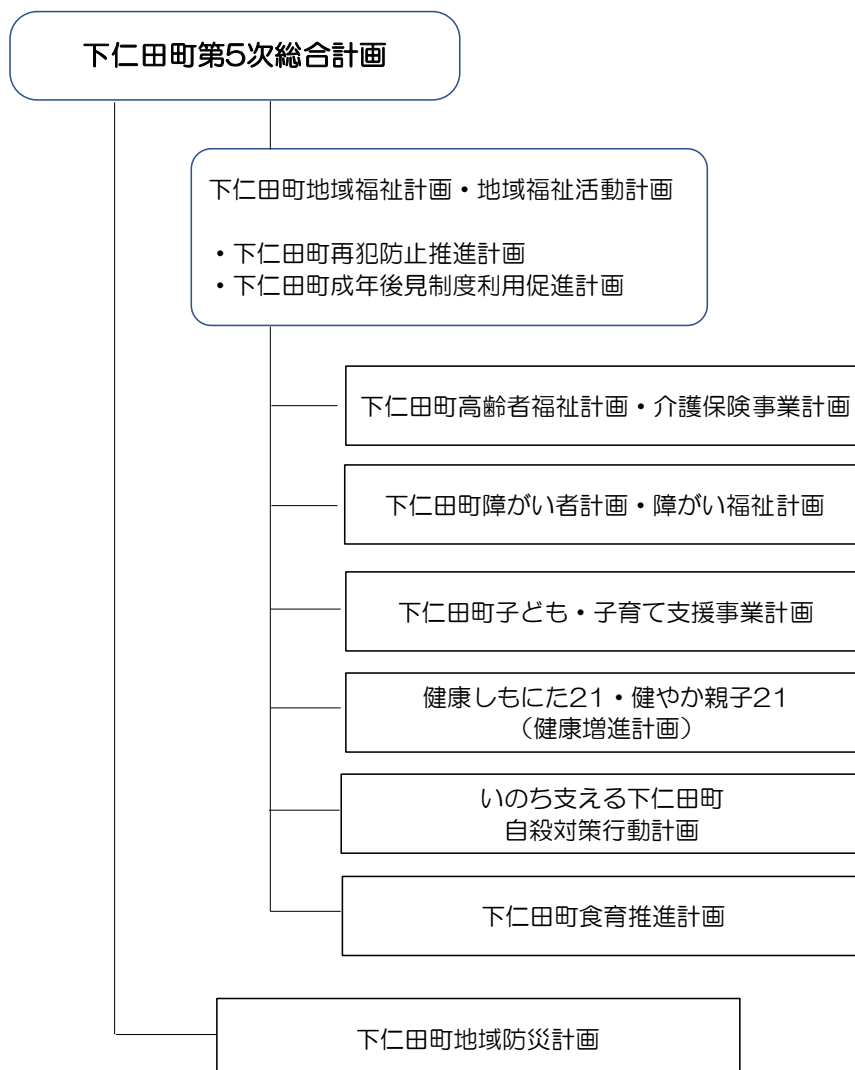 下仁田町第5次総合計画
下仁田町地域福祉計画・地域福祉活動計画
・下仁田町再犯防止推進計画
・下仁田町成年後見制度利用促進計画
下仁田町高齢者福祉計画・介護保険事業計画
下仁田町障がい者計画・障がい福祉計画
下仁田町子ども・子育て支援事業計画
健康しもにた21・健やか親子21
（健康増進計画）
いのち支える下仁田町
自殺対策行動計画
下仁田町食育推進計画
下仁田町地域防災計画